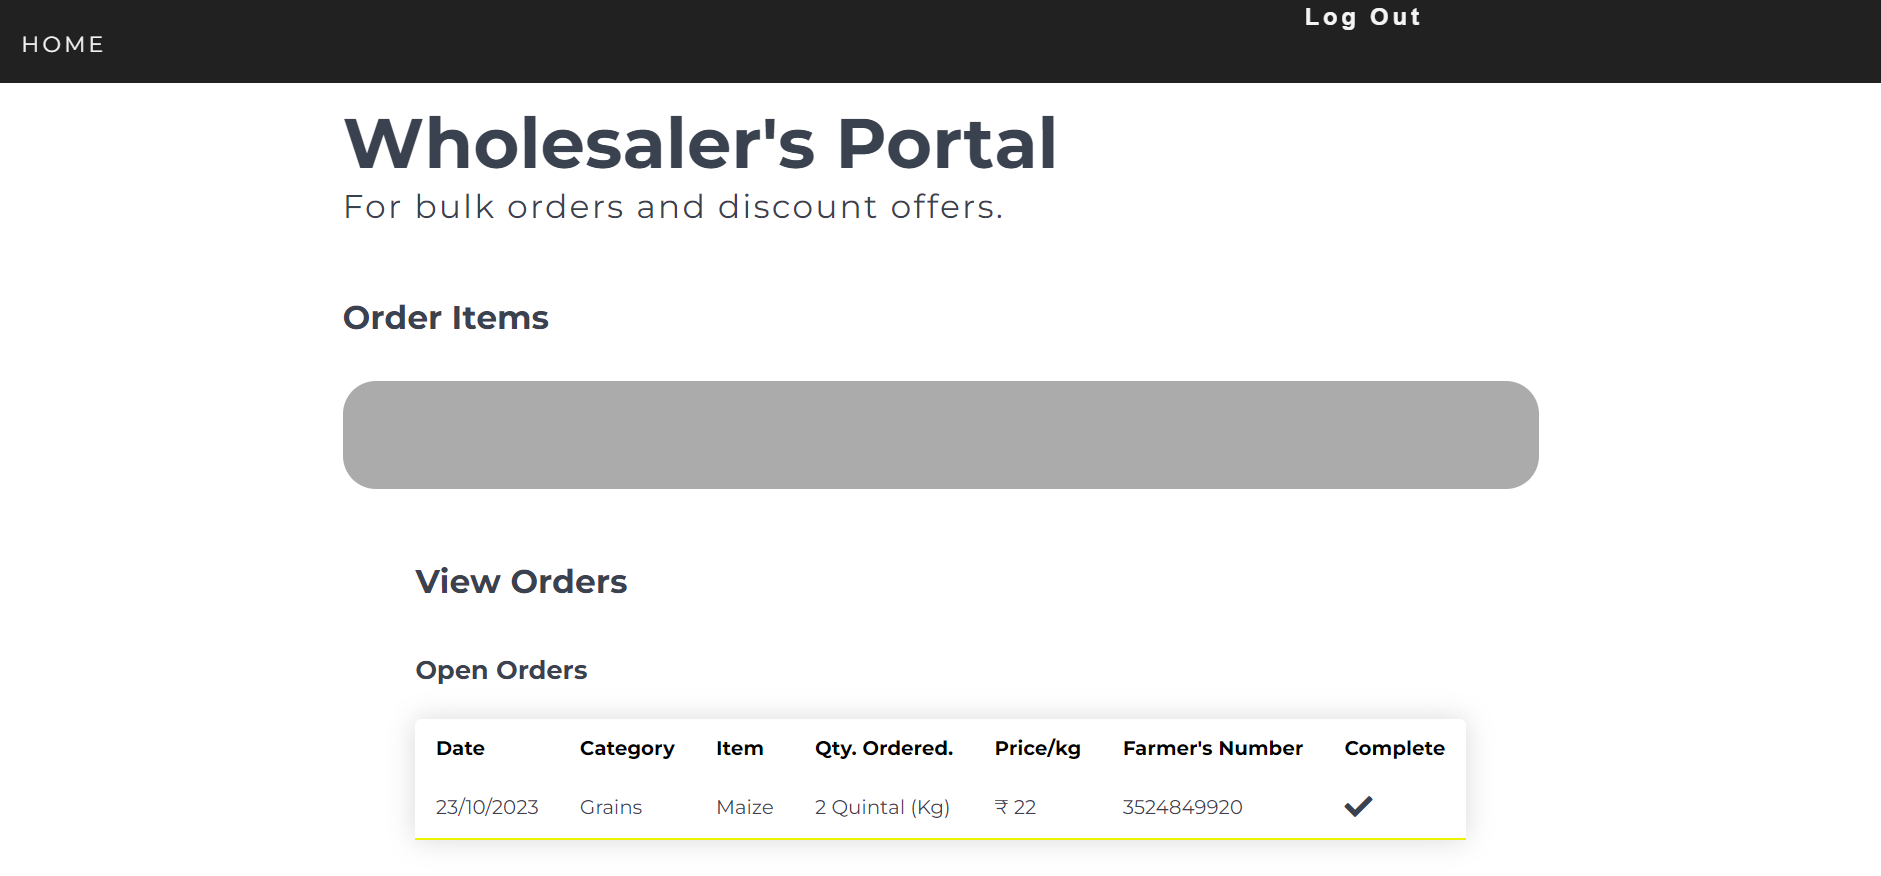 HOME
Log Out
Wholesaler's Portal
For bulk orders and discount offers.
Order Items
View Orders
Open Orders
Date Category Item Qty. Ordered. Price/kg Farmer's Number Complete
23/10/2023 Grains Maize 2 Quintal (Kg) ₹ 22 3524849920